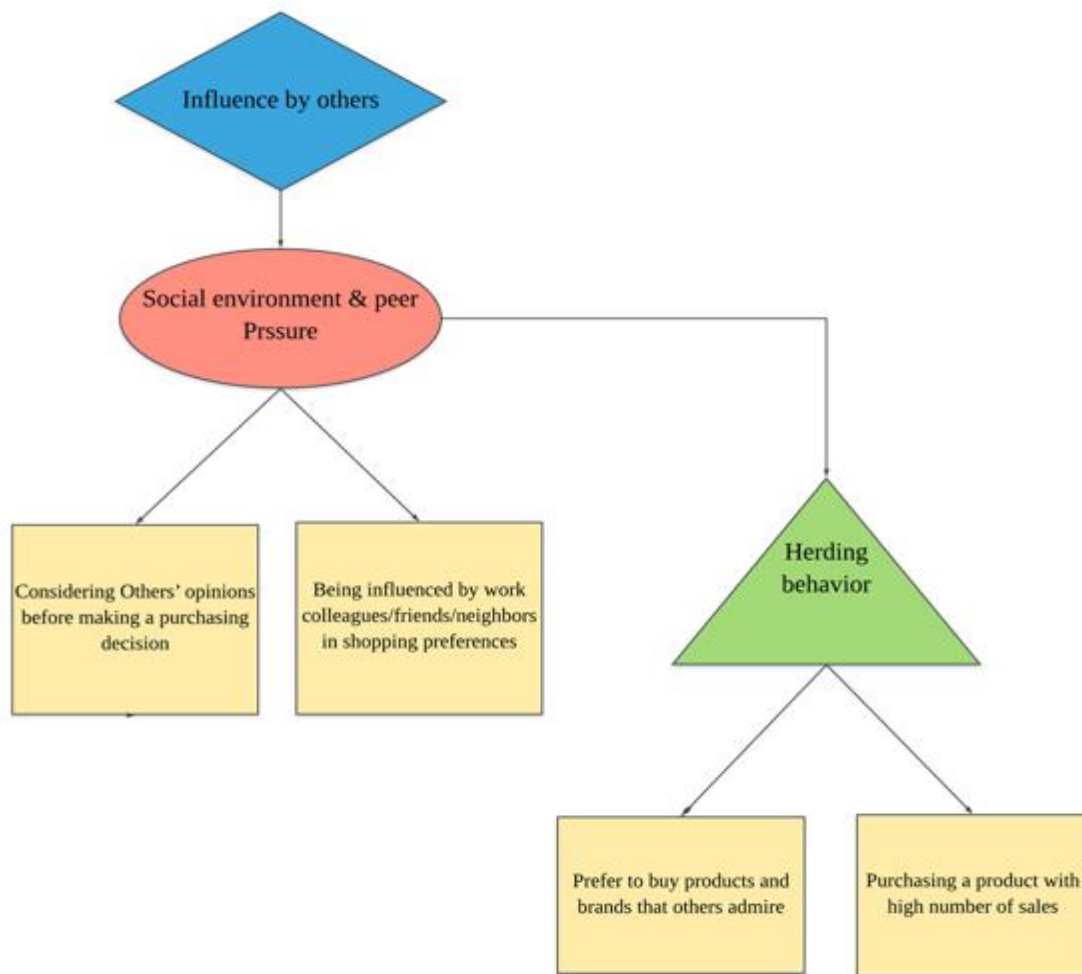 Influence by others
Social environment & peer
Prssure
Considering Others’ opinions
before making a purchasing
decision
Being influenced by work
colleagues/friends/neighbors
in shopping preferences
Herding
behavior
Prefer to buy products and
brands that others admire
Purchasing a product with
high number of sales